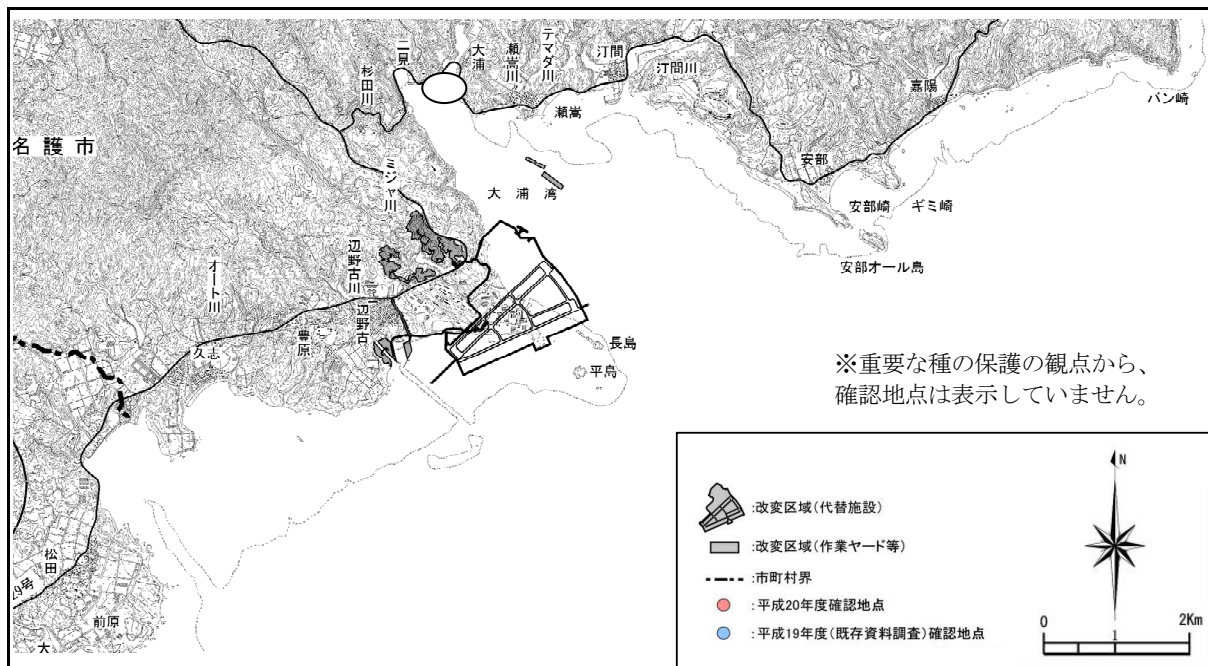 名護市
杉田川
二見
大浦
瀬嵩川
テマダ川
汀間
汀間川
瀬嵩
嘉陽
バン崎
安部
安部崎
ギミ崎
安部オール島
大浦湾
ミジャ川
辺野古川
辺野古
オート川
豊原
久志
長島
平島
松田
29号
前原
大
※重要な種の保護の観点から、
確認地点は表示していません。
:改変区域(代替施設)
:改変区域(作業ヤード等)
:市町村界
:平成20年度確認地点
:平成19年度(既存資料調査)確認地点
N
0 1 2Km